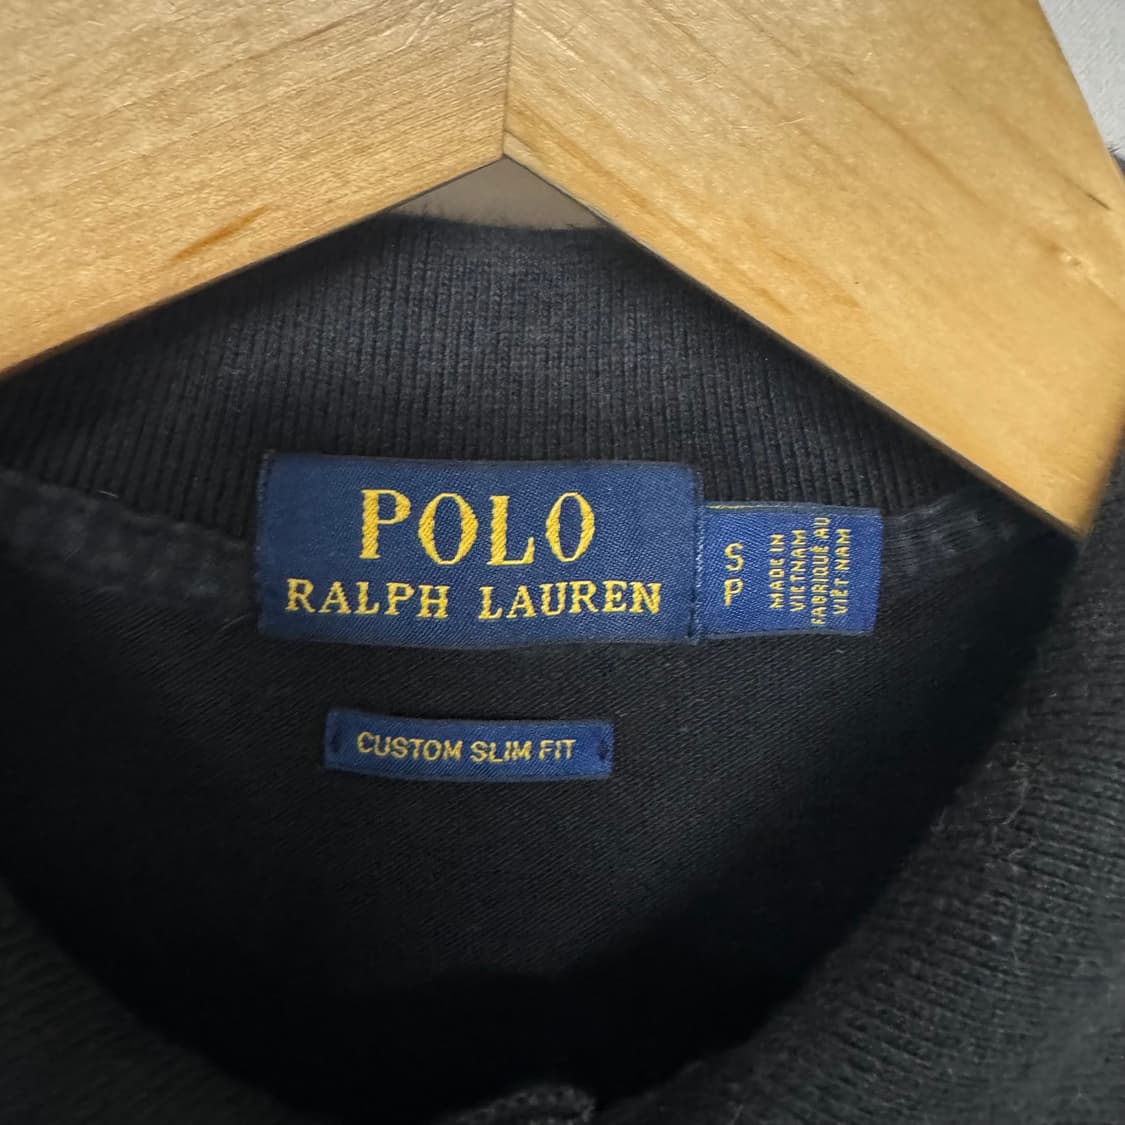 POLO
RALPH LAUREN
S
P
MADE IN
VIETNAM
FABRIQUÉ AU
VIÊT NAM
CUSTOM SLIM FIT